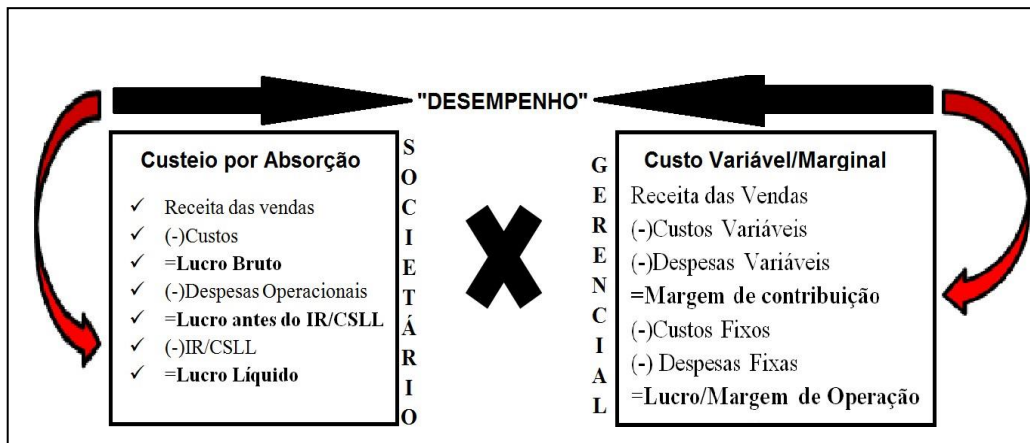 "DESEMPENHO"
Custeio por Absorção
✓ Receita das vendas
✓ (-)Custos
✓ =Lucro Bruto
✓ (-)Despesas Operacionais
✓ =Lucro antes do IR/CSLL
✓ (-)IR/CSLL
✓ =Lucro Líquido
SOCIETÁRIO
GERENCIAL
Custo Variável/Marginal
Receita das Vendas
(-)Custos Variáveis
(-)Despesas Variáveis
=Margem de contribuição
(-)Custos Fixos
(-) Despesas Fixas
=Lucro/Margem de Operação